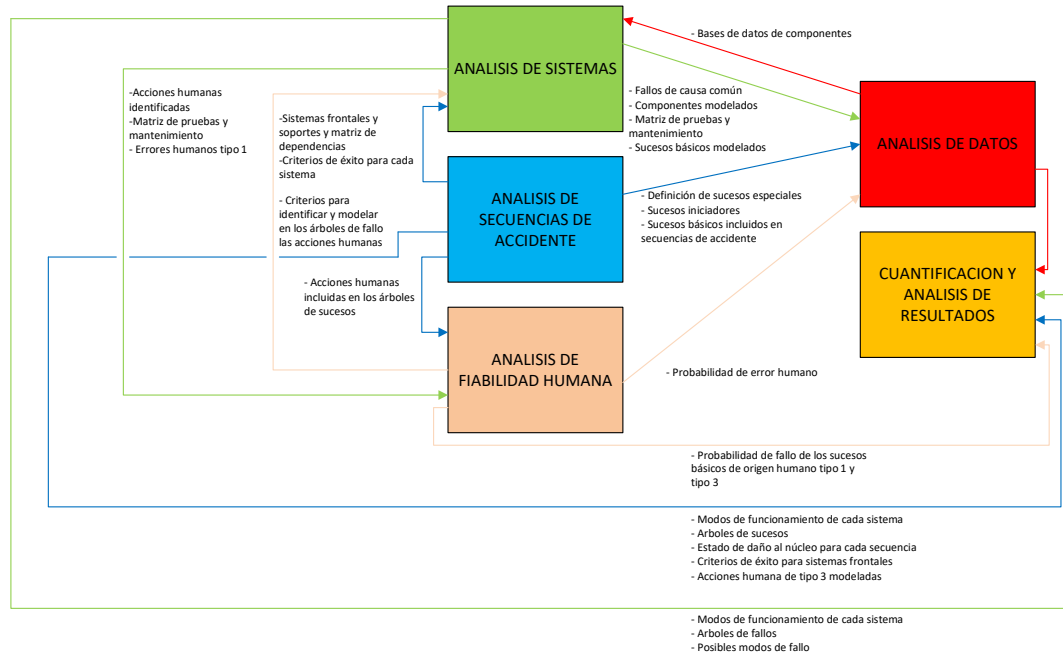 - Bases de datos de componentes
ANALISIS DE SISTEMAS
-Acciones humanas
identificadas
-Matriz de pruebas y
mantenimiento
- Errores humanos tipo 1
-Sistemas frontales y
soportes y matriz de
dependencias
-Criterios de éxito para cada
sistema
- Fallos de causa común
- Componentes modelados
- Matriz de pruebas y
mantenimiento
- Sucesos básicos modelados
ANALISIS DE DATOS
- Criterios para
identificar y modelar
en los árboles de fallo
las acciones humanas
ANALISIS DE
SECUENCIAS DE
ACCIDENTE
- Definición de sucesos especiales
- Sucesos iniciadores
- Sucesos básicos incluidos en
secuencias de accidente
CUANTIFICACION Y
ANALISIS DE
RESULTADOS
- Acciones humanas
incluidas en los árboles
de sucesos
ANALISIS DE
FIABILIDAD HUMANA
- Probabilidad de error humano
- Probabilidad de fallo de los sucesos
básicos de origen humano tipo 1 y
tipo 3
- Modos de funcionamiento de cada sistema
- Arboles de sucesos
- Estado de daño al núcleo para cada secuencia
- Criterios de éxito para sistemas frontales
- Acciones humana de tipo 3 modeladas
- Modos de funcionamiento de cada sistema
- Arboles de fallos
- Posibles modos de fallo